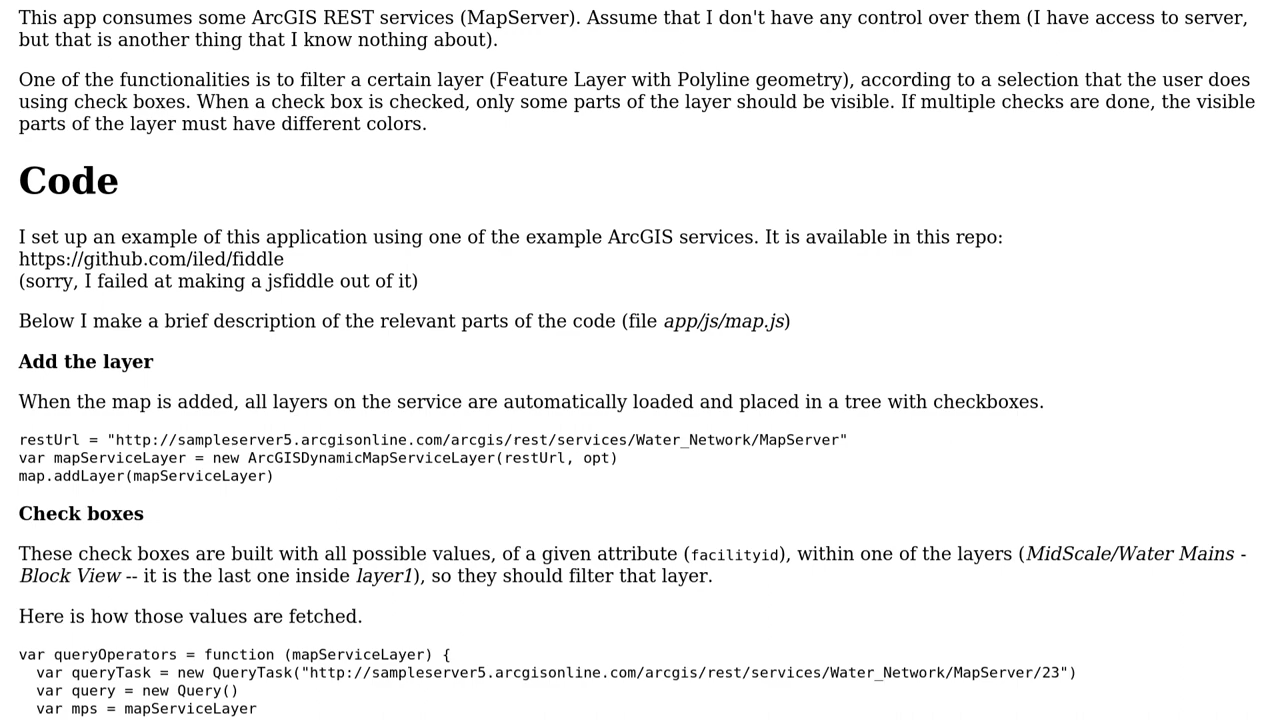 This app consumes some ArcGIS REST services (MapServer). Assume that I don't have any control over them (I have access to server,
but that is another thing that I know nothing about).
One of the functionalities is to filter a certain layer (Feature Layer with Polyline geometry), according to a selection that the user does
using check boxes. When a check box is checked, only some parts of the layer should be visible. If multiple checks are done, the visible
parts of the layer must have different colors.
Code
I set up an example of this application using one of the example ArcGIS services. It is available in this repo:
https://github.com/iled/fiddle
(sorry, I failed at making a jsfiddle out of it)
Below I make a brief description of the relevant parts of the code (file app/js/map.js)
Add the layer
When the map is added, all layers on the service are automatically loaded and placed in a tree with checkboxes.
restUrl = "http://sampleserver5.arcgisonline.com/arcgis/rest/services/Water_Network/MapServer"
var mapServiceLayer = new ArcGISDynamicMapServiceLayer(restUrl, opt)
map.addLayer(mapServiceLayer)
Check boxes
These check boxes are built with all possible values, of a given attribute (facilityid), within one of the layers (MidScale/Water Mains -
Block View -- it is the last one inside layer1), so they should filter that layer.
Here is how those values are fetched.
var queryOperators = function (mapServiceLayer) {
  var queryTask = new QueryTask("http://sampleserver5.arcgisonline.com/arcgis/rest/services/Water_Network/MapServer/23")
  var query = new Query()
  var mps = mapServiceLayer